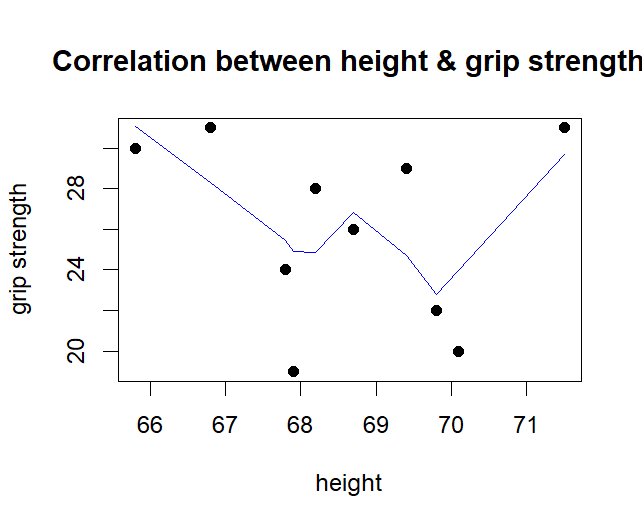 Correlation between height & grip strength
28
24
20
grip strength
66 67 68 69 70 71
height